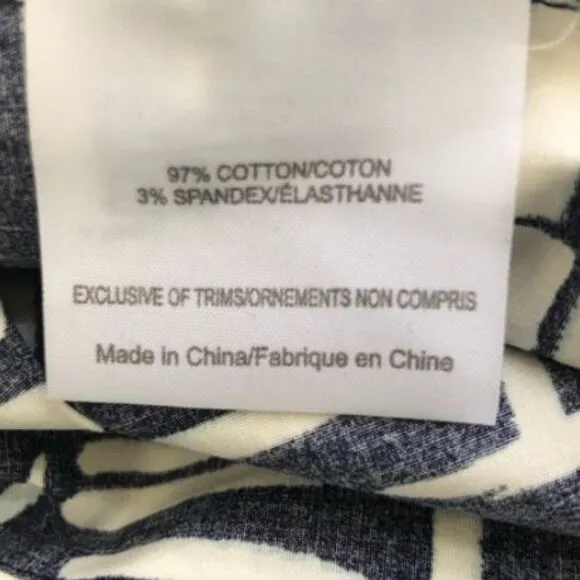 97% COTTON/COTON
3% SPANDEX/ÉLASTHANNE
EXCLUSIVE OF TRIMS/ORNEMENTS NON COMPRIS
Made in China/Fabrique en Chine